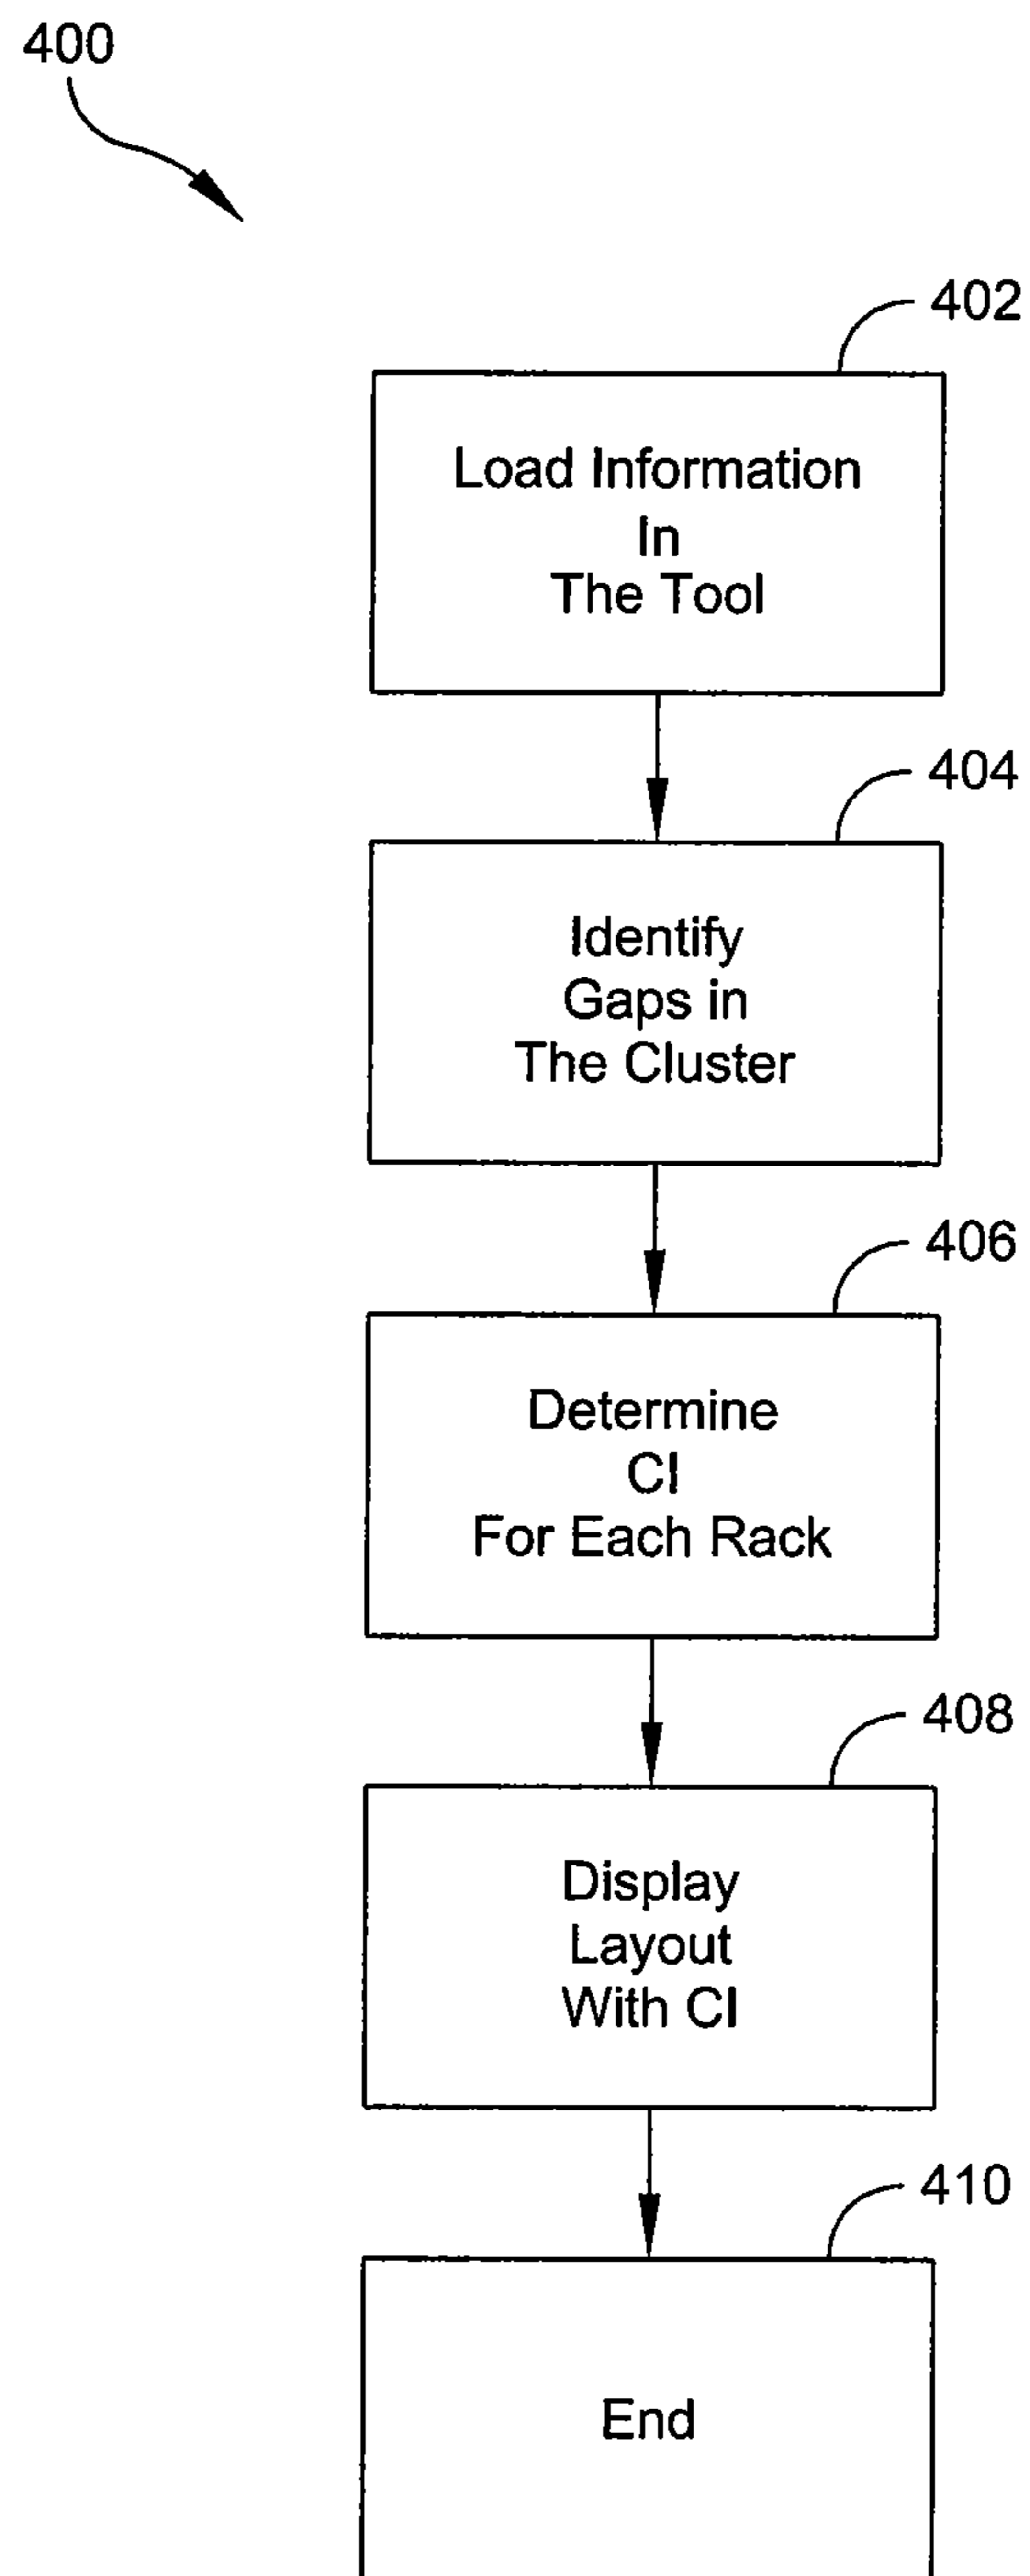 400
402
Load Information
In
The Tool
404
Identify
Gaps in
The Cluster
406
Determine
CI
For Each Rack
408
Display
Layout
With CI
410
End